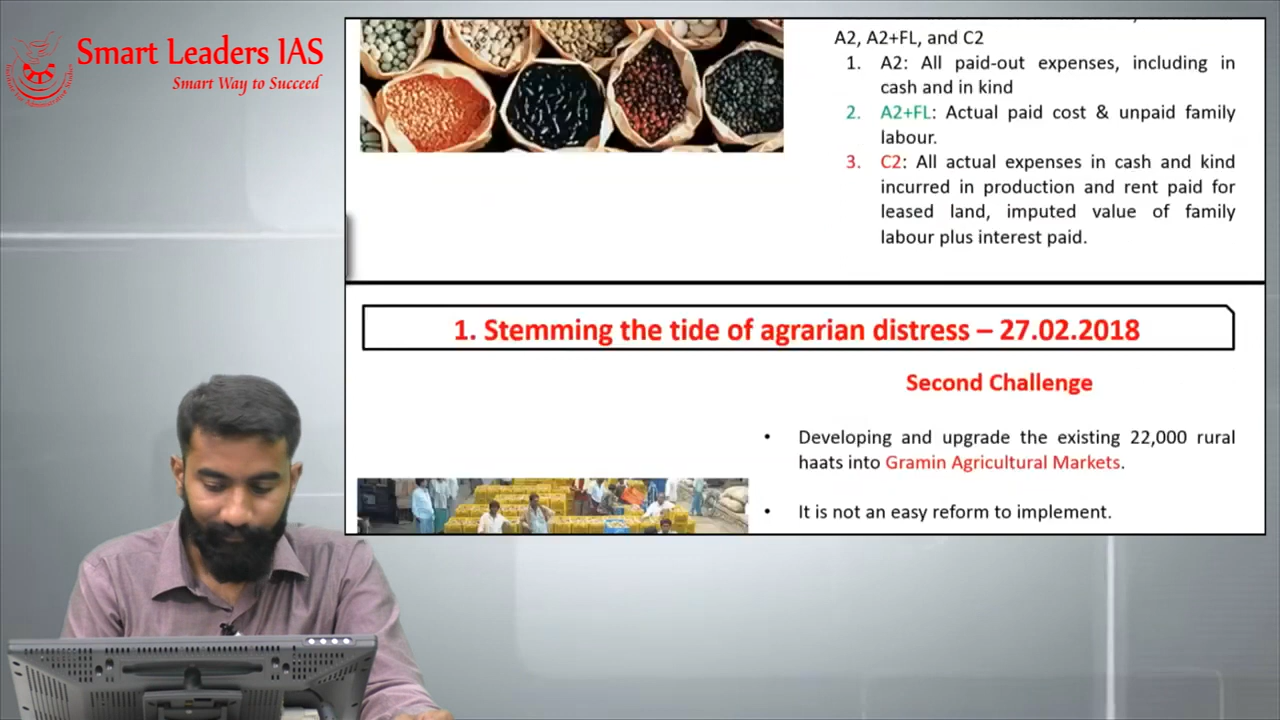 Smart Leaders IAS
Smart Way to Succeed
A2, A2+FL, and C2
1. A2: All paid-out expenses, including in
cash and in kind
2. A2+FL: Actual paid cost & unpaid family
labour.
3. C2: All actual expenses in cash and kind
incurred in production and rent paid for
leased land, imputed value of family
labour plus interest paid.
1. Stemming the tide of agrarian distress – 27.02.2018
Second Challenge
• Developing and upgrade the existing 22,000 rural
haats into Gramin Agricultural Markets.
• It is not an easy reform to implement.